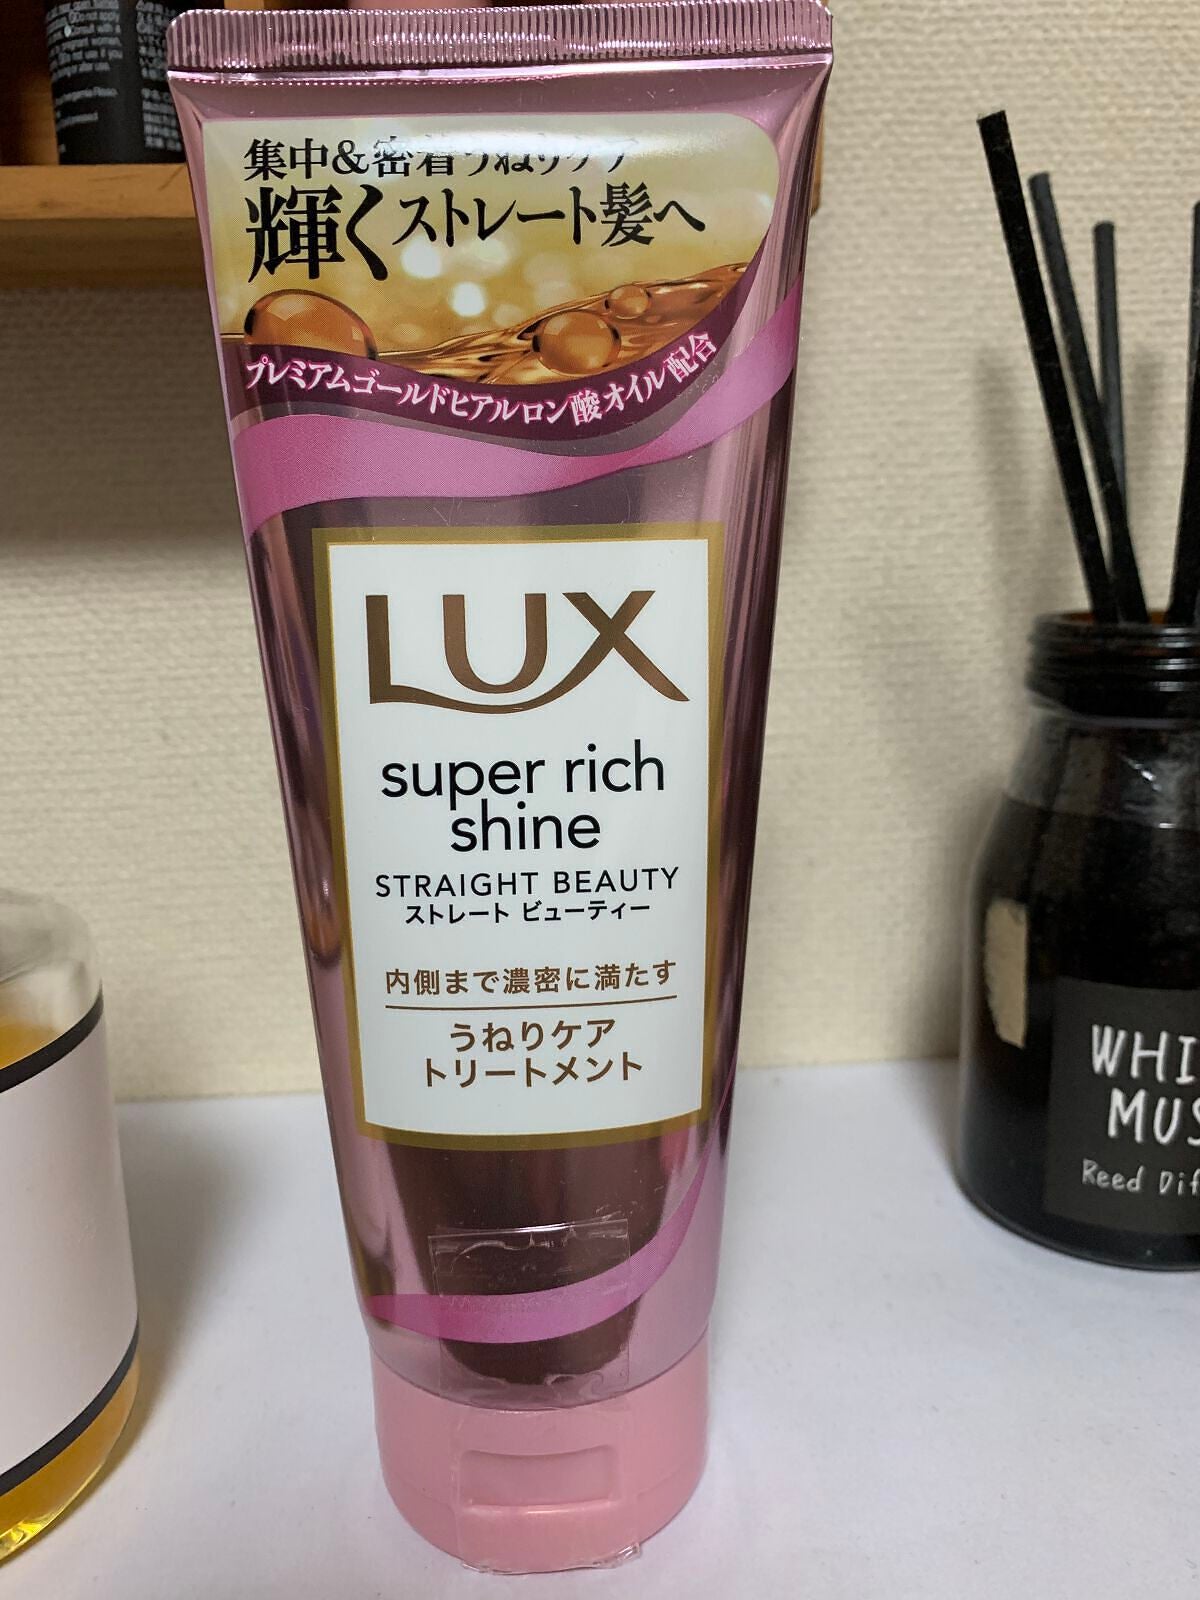 集中&密着うねりケア
輝くストレート髪へ
プレミアムゴールドヒアルロン酸オイル配合
LUX
super rich
shine
STRAIGHT BEAUTY
ストレート ビューティー
内側まで濃密に満たす
うねりケア
トリートメント
WHI
MUS
Reed Dif